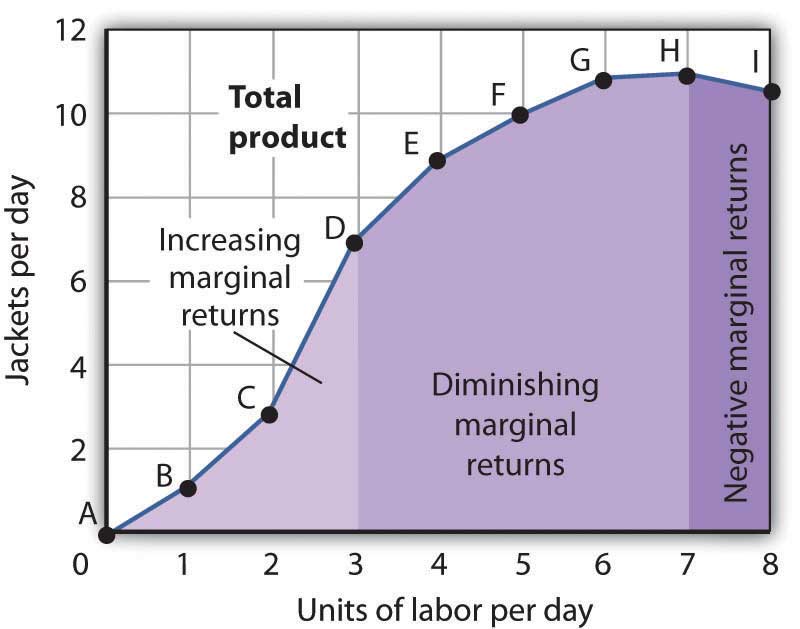 12
10
8
6
4
2
0
1
2
3
4
5
6
7
8
Jackets per day
Units of labor per day
Total
product
Increasing
marginal
returns
Diminishing
marginal
returns
Negative marginal returns
A
B
C
D
E
F
G
H
I